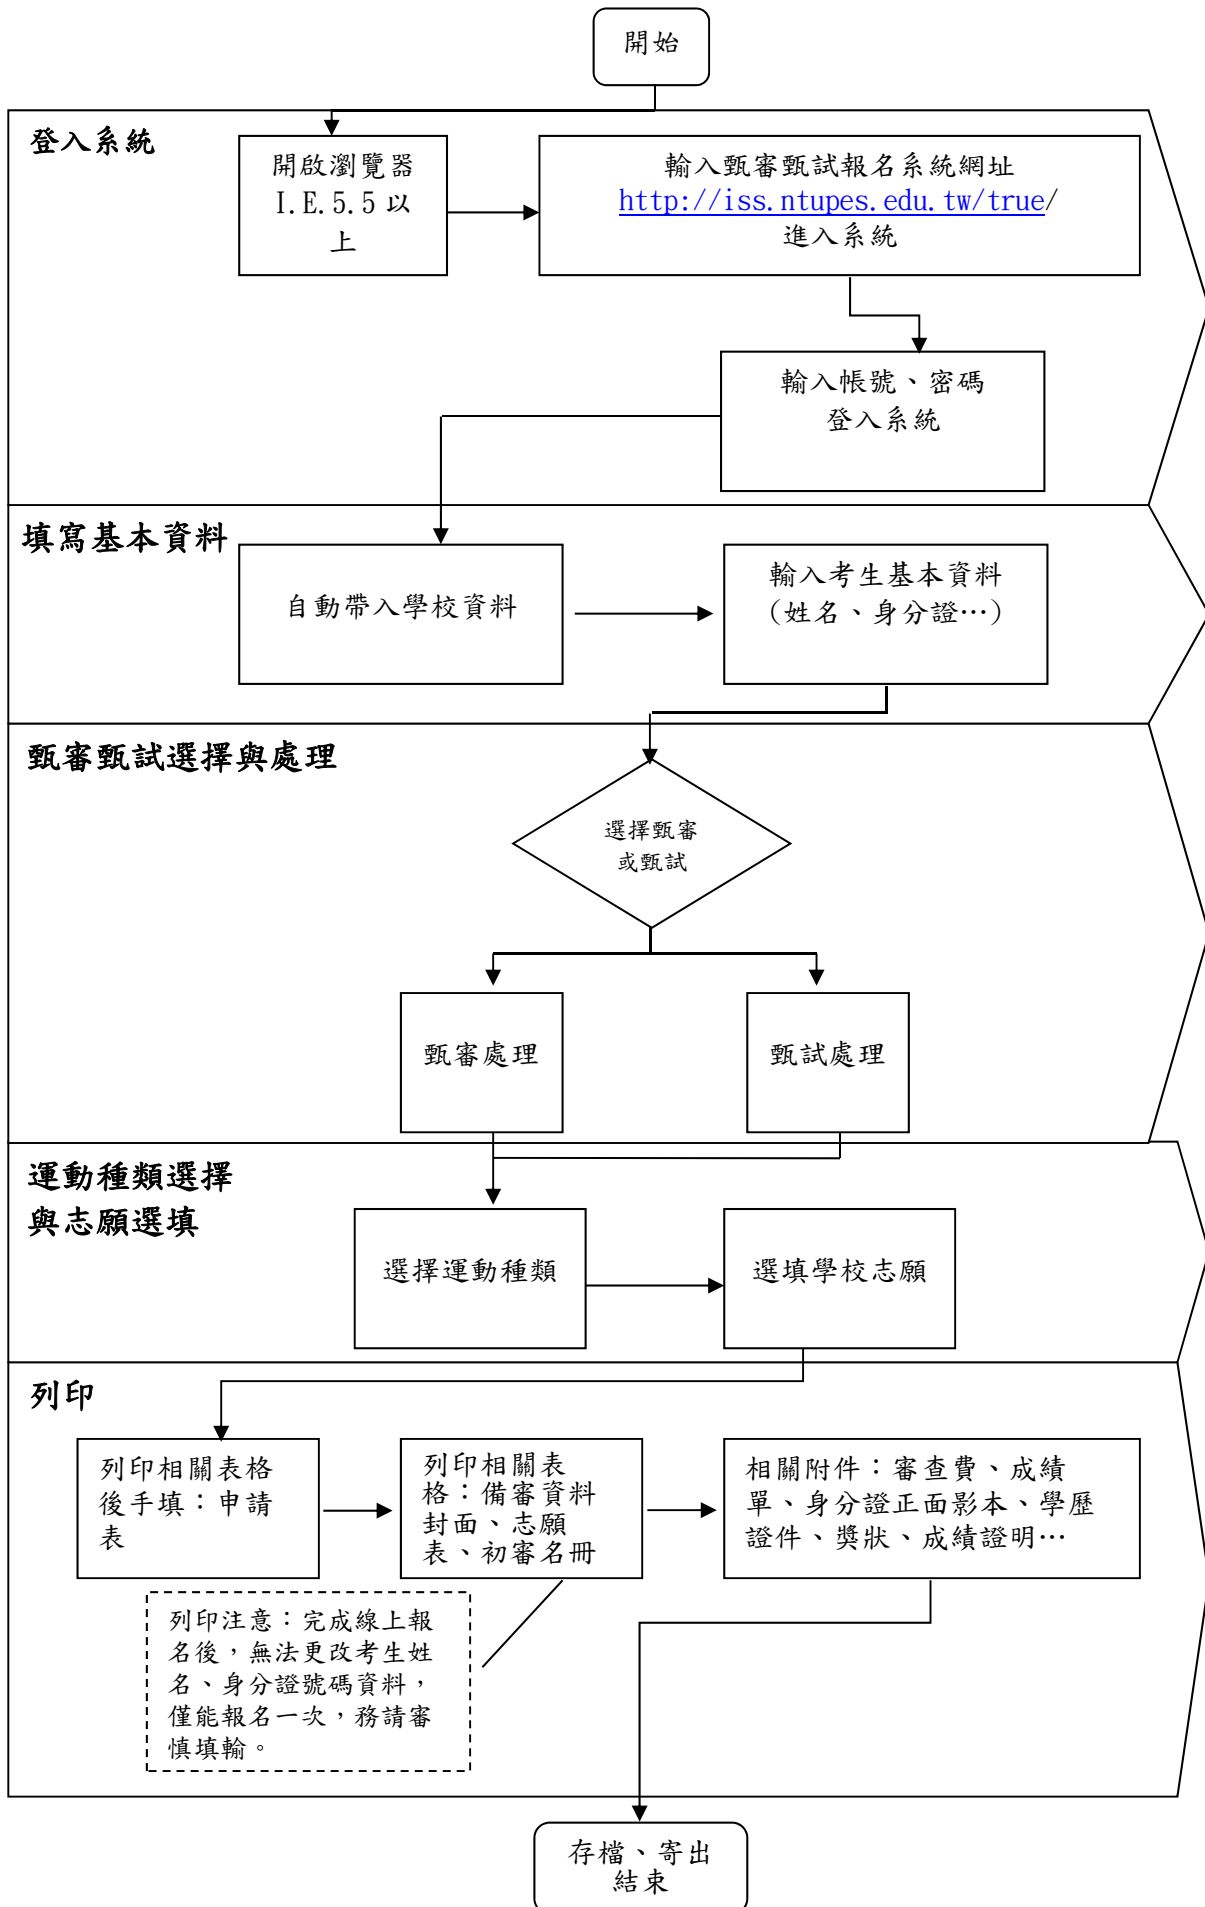 開始
登入系統
開啟瀏覽器
I.E.5.5 以
上
輸入甄審甄試報名系統網址
http://iss.ntupes.edu.tw/true/
進入系統
輸入帳號、密碼
登入系統
填寫基本資料
自動帶入學校資料
輸入考生基本資料
(姓名、身分證…)
甄審甄試選擇與處理
選擇甄審
或甄試
甄審處理
甄試處理
運動種類選擇
與志願選填
選擇運動種類
選填學校志願
列印
列印相關表格
後手填：申請
表
列印相關表
格：備審資料
封面、志願
表、初審名冊
相關附件：審查費、成績
單、身分證正面影本、學歷
證件、獎狀、成績證明…
列印注意：完成線上報
名後，無法更改考生姓
名、身分證號碼資料，
僅能報名一次，務請審
慎填輸。
存檔、寄出
結束